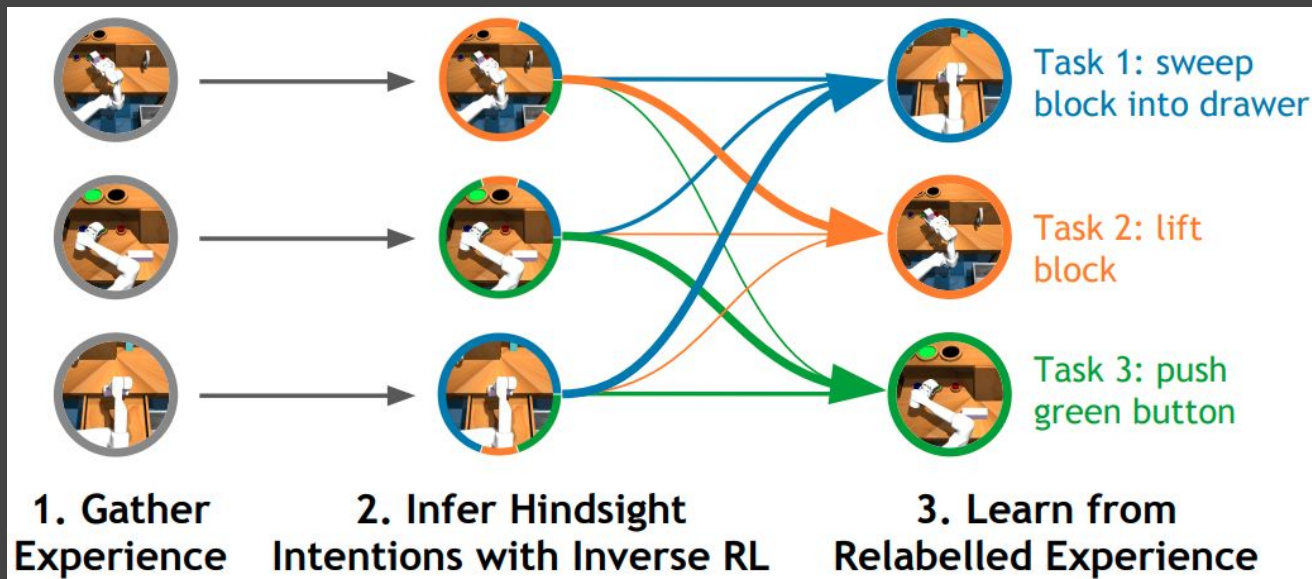 Task 1: sweep
block into drawer
Task 2: lift
block
Task 3: push
green button
1. Gather
Experience
2. Infer Hindsight
Intentions with Inverse RL
3. Learn from
Relabelled Experience